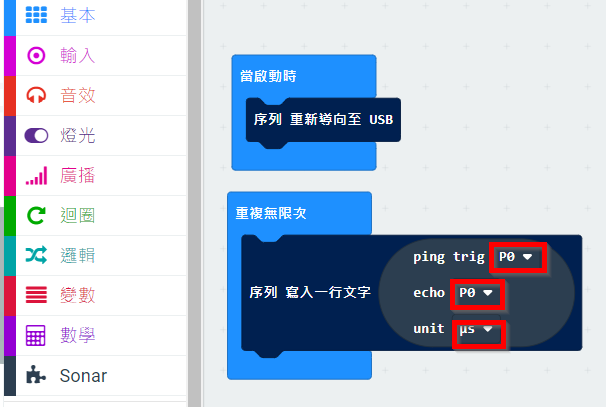 基本
輸入
音效
燈光
廣播
迴圈
邏輯
變數
數學
Sonar
當啟動時
序列 重新導向至 USB
重複無限次
序列 寫入一行文字
ping trig P0
echo P0
unit μs